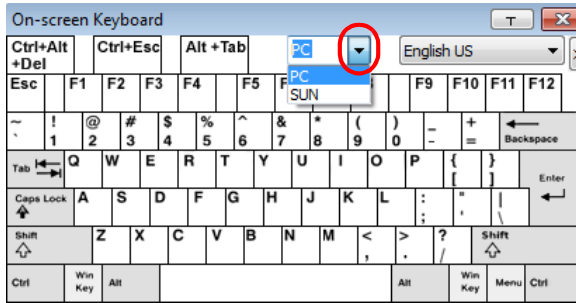 On-screen Keyboard
Ctrl+Alt +Del Ctrl+Esc Alt +Tab PC English US
PC
SUN
Esc F1 F2 F3 F4 F5 F9 F10 F11 F12
~ ! @ # $ % ^ & * ( ) _ + Backspace
` 1 2 3 4 5 6 7 8 9 0 - =
Tab Q W E R T Y U I O P { }
[ ] Enter
Caps Lock A S D F G H J K L : " |
; ' \
Shift Z X C V B N M < > ? Shift
, . /
Ctrl Win Key Alt Alt Win Key Menu Ctrl